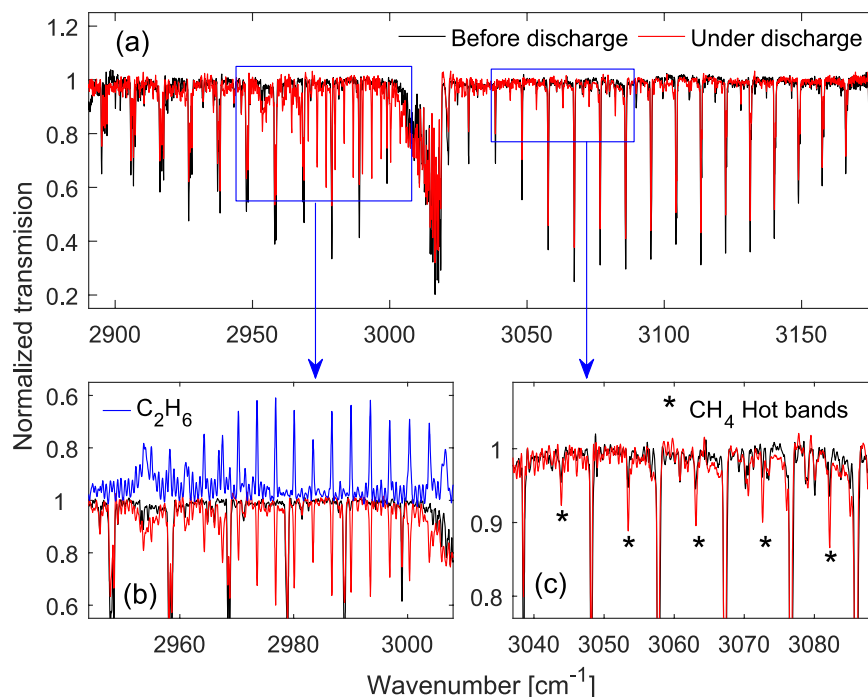 (a)
Before discharge
Under discharge
1.2
1
0.8
0.6
0.4
0.2
2900
2950
3000
3050
3100
3150
Normalized transmision
C₂H₆
0.6
0.8
1
0.8
0.6
(b)
2960
2980
3000
* CH₄ Hot bands
1
0.9
0.8
* * * * *
(c)
3040
3050
3060
3070
3080
Wavenumber [cm⁻¹]